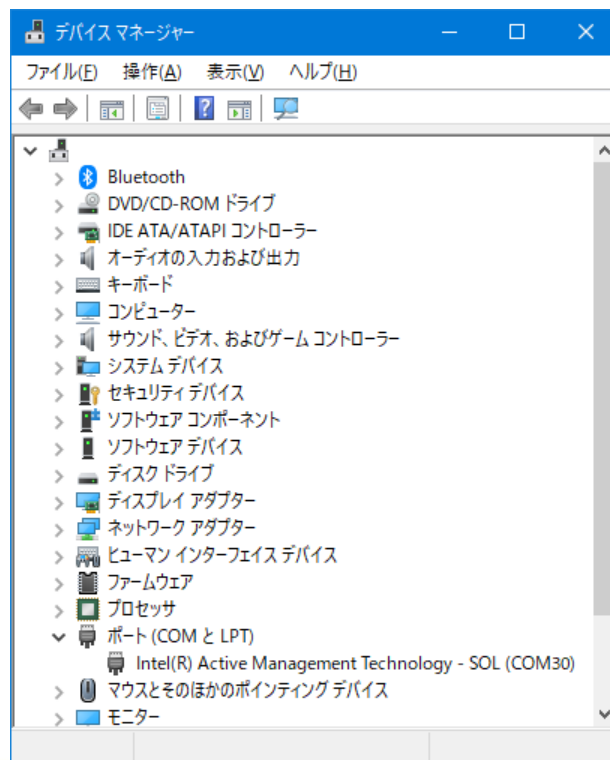 デバイス マネージャー
ファイル(F) 操作(A) 表示(V) ヘルプ(H)
Bluetooth
DVD/CD-ROM ドライブ
IDE ATA/ATAPI コントローラー
オーディオの入力および出力
キーボード
コンピューター
サウンド、ビデオ、およびゲーム コントローラー
システム デバイス
セキュリティ デバイス
ソフトウェア コンポーネント
ソフトウェア デバイス
ディスク ドライブ
ディスプレイ アダプター
ネットワーク アダプター
ヒューマン インターフェイス デバイス
ファームウェア
プロセッサ
ポート (COM と LPT)
Intel(R) Active Management Technology - SOL (COM30)
マウスとそのほかのポインティング デバイス
モニター